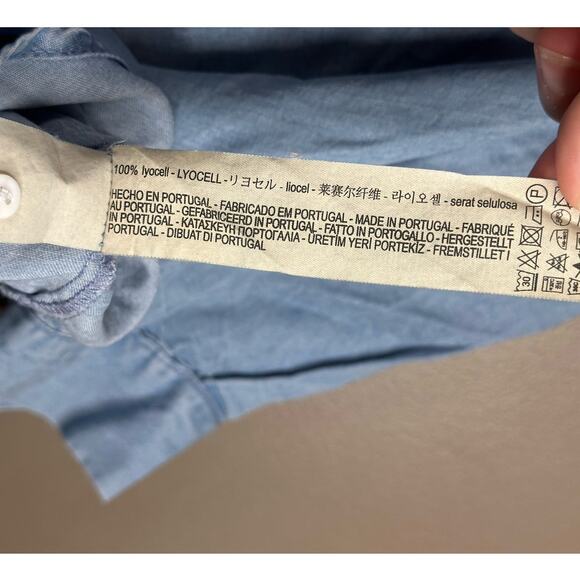 100% lyocell - LYOCELL - リヨセル - liocel - 莱赛尔纤维 - 라이오셀 - serat selulosa
HECHO EN PORTUGAL - FABRICADO EM PORTUGAL - MADE IN PORTUGAL - FABRIQUÉ
AU PORTUGAL - GEFABRICEERD IN PORTUGAL - FATTO IN PORTOGALLO - HERGESTELLT
IN PORTUGAL - ΚΑΤΑΣΚΕΥΗ ΠΟΡΤΟΓΑΛΙΑ - ÜRETİM YERİ PORTEKİZ - FREMSTILLET I
PORTUGAL - DIBUAT DI PORTUGAL
P
30